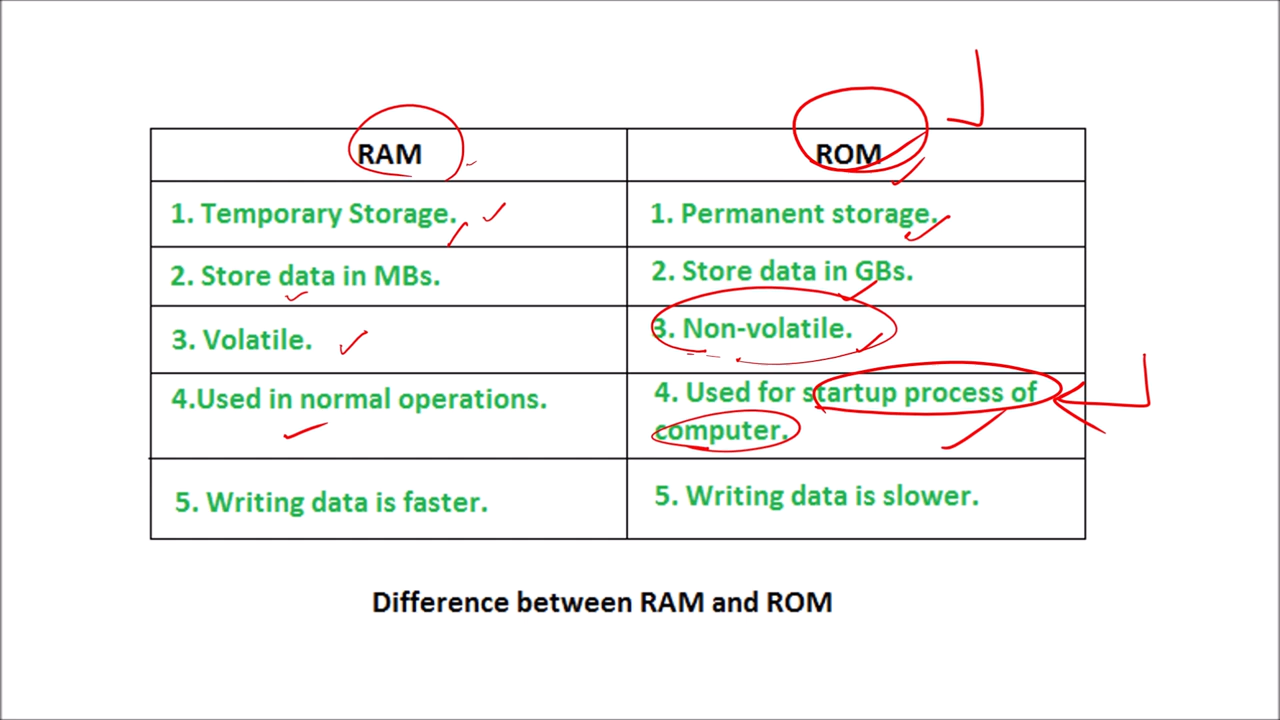 RAM
ROM
1. Temporary Storage.
1. Permanent storage.
2. Store data in MBs.
2. Store data in GBs.
3. Volatile.
3. Non-volatile.
4.Used in normal operations.
4. Used for startup process of
computer.
5. Writing data is faster.
5. Writing data is slower.
Difference between RAM and ROM